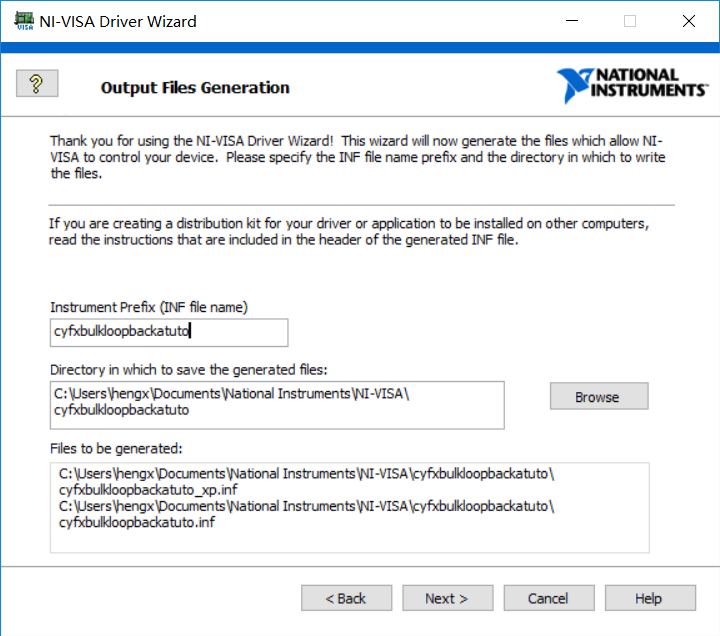 NI-VISA Driver Wizard
?
Output Files Generation
NATIONAL
INSTRUMENTS™
Thank you for using the NI-VISA Driver Wizard!  This wizard will now generate the files which allow NI-
VISA to control your device.  Please specify the INF file name prefix and the directory in which to write
the files.
If you are creating a distribution kit for your driver or application to be installed on other computers,
read the instructions that are included in the header of the generated INF file.
Instrument Prefix (INF file name)
cyfxbulkloopbackatuto
Directory in which to save the generated files:
C:\Users\hengx\Documents\National Instruments\NI-VISA\
cyfxbulkloopbackatuto
Browse
Files to be generated:
C:\Users\hengx\Documents\National Instruments\NI-VISA\cyfxbulkloopbackatuto\
cyfxbulkloopbackatuto_xp.inf
C:\Users\hengx\Documents\National Instruments\NI-VISA\cyfxbulkloopbackatuto\
cyfxbulkloopbackatuto.inf
< Back
Next >
Cancel
Help